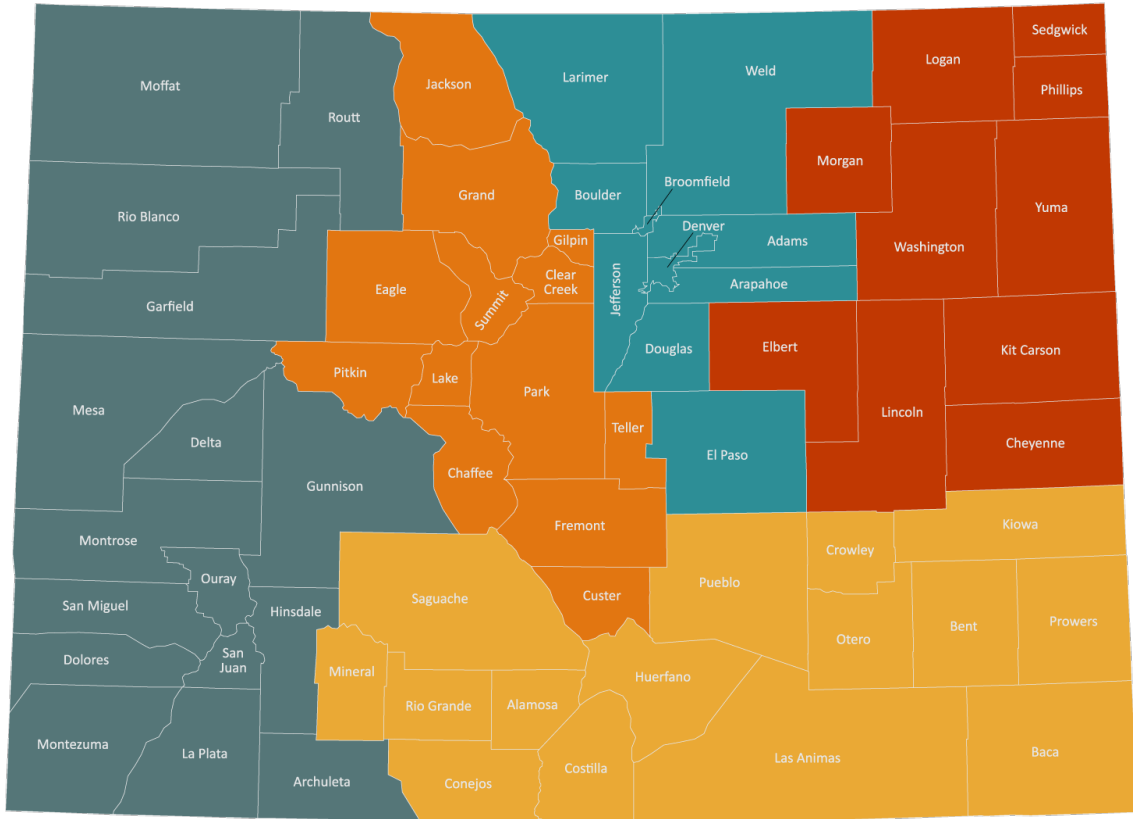 Sedgwick
Logan
Larimer
Weld
Moffat
Jackson
Phillips
Routt
Morgan
Broomfield
Grand
Boulder
Yuma
Rio Blanco
Denver
Gilpin
Adams
Washington
Clear
Creek
Jefferson
Arapahoe
Eagle
Garfield
Summit
Douglas
Elbert
Kit Carson
Pitkin
Lake
Park
Mesa
Lincoln
Teller
Delta
Cheyenne
El Paso
Chaffee
Gunnison
Fremont
Kiowa
Montrose
Crowley
Ouray
Pueblo
Custer
Saguache
San Miguel
Hinsdale
Prowers
Bent
Otero
San
Juan
Dolores
Mineral
Huerfano
Rio Grande
Alamosa
Montezuma
La Plata
Baca
Las Animas
Costilla
Archuleta
Conejos